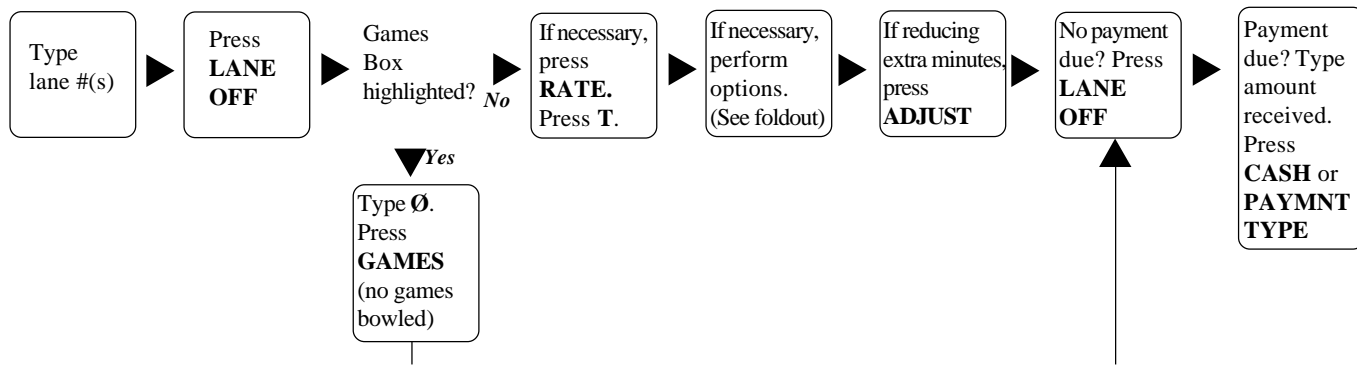 Type
lane #(s)
Press
LANE
OFF
Games
Box
highlighted?
No
Yes
Type Ø.
Press
GAMES
(no games
bowled)
If necessary,
press
RATE.
Press T.
If necessary,
perform
options.
(See foldout)
If reducing
extra minutes,
press
ADJUST
No payment
due? Press
LANE
OFF
Payment
due? Type
amount
received.
Press
CASH or
PAYMNT
TYPE